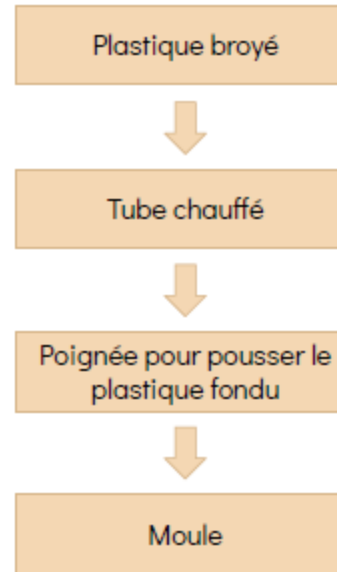 Plastique broyé
Tube chauffé
Poignée pour pousser le
plastique fondu
Moule